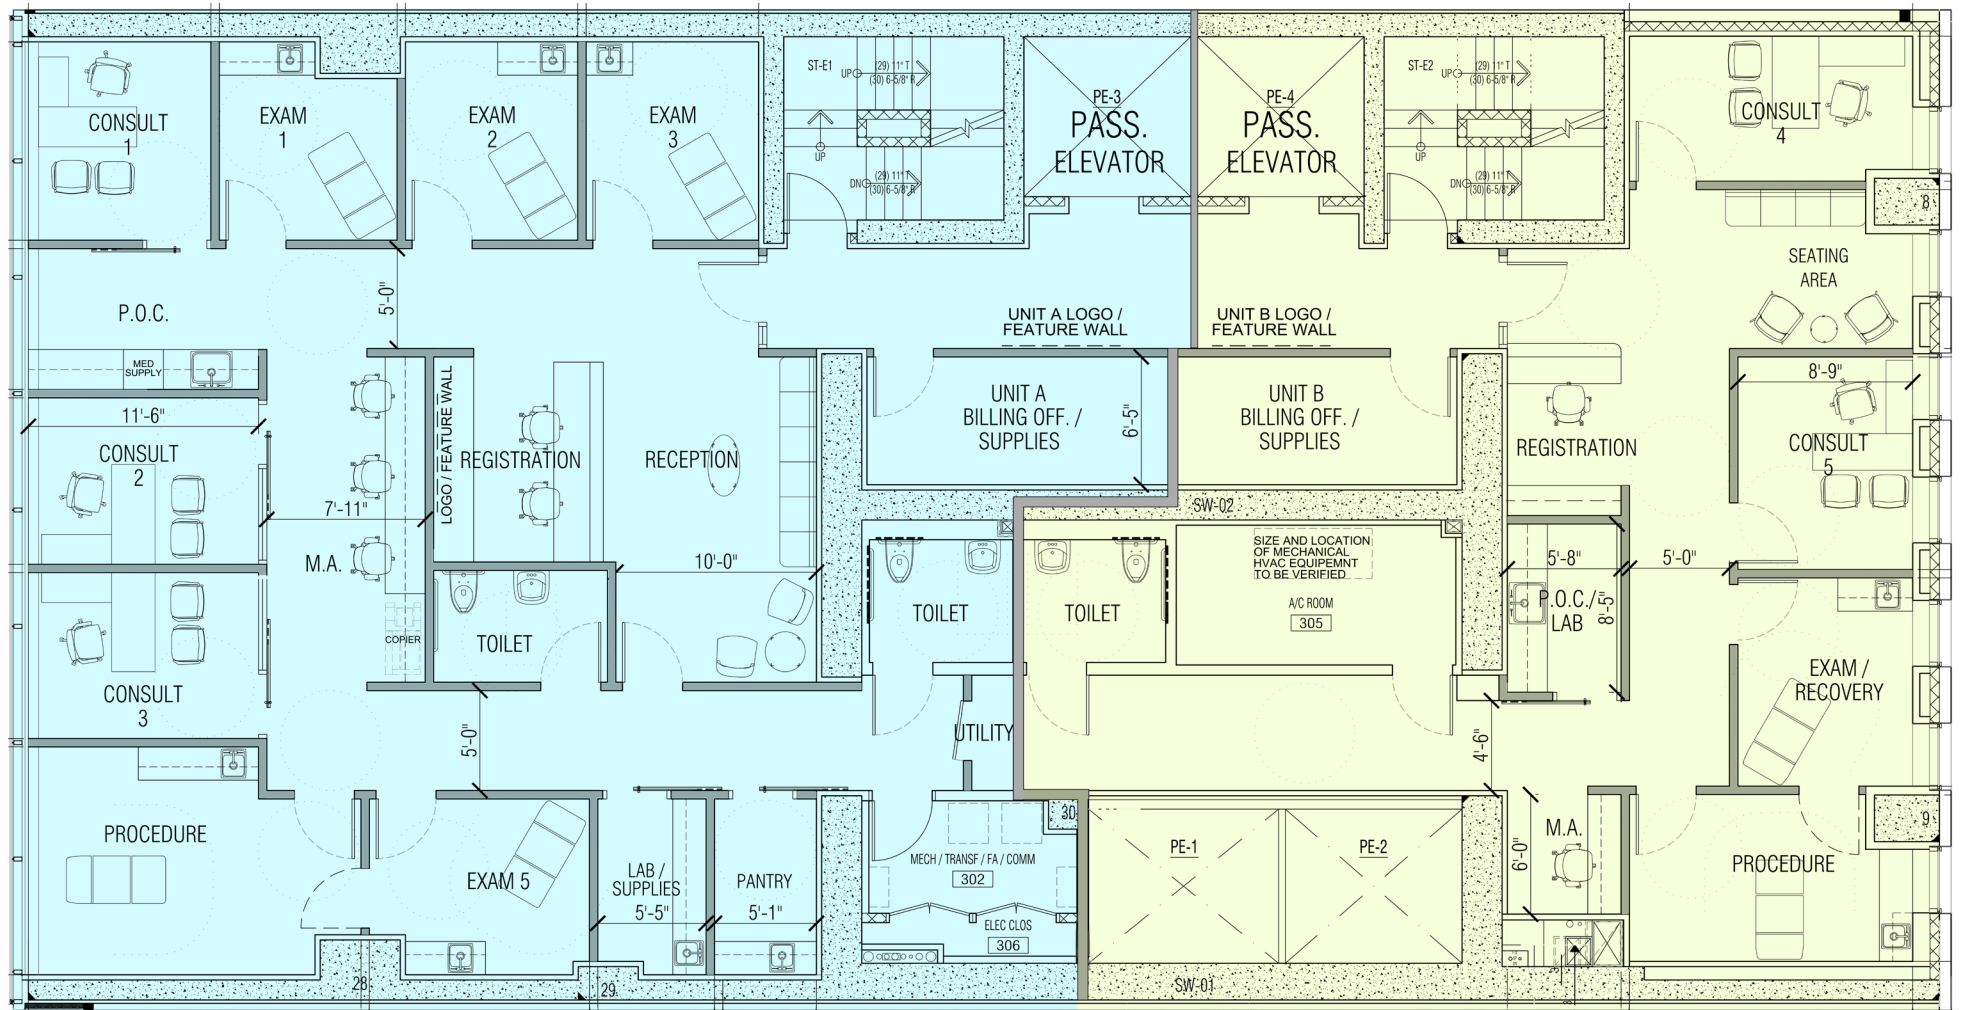 CONSULT
1
EXAM
1
EXAM
2
EXAM
3
ST-E1
UP
(29) 11" T
(30) 6-5/8" R
UP
DN
(29) 11" T
(30) 6-5/8" R
PE-3
PASS.
ELEVATOR
PE-4
PASS.
ELEVATOR
ST-E2
UP
(29) 11" T
(30) 6-5/8" R
UP
DN
(29) 11" T
(30) 6-5/8" R
CONSULT
4
8
SEATING
AREA
P.O.C.
5'-0"
UNIT A LOGO /
FEATURE WALL
UNIT B LOGO /
FEATURE WALL
MED
SUPPLY
11'-6"
CONSULT
2
LOGO / FEATURE WALL
REGISTRATION
RECEPTION
UNIT A
BILLING OFF. /
SUPPLIES
6'-5"
UNIT B
BILLING OFF. /
SUPPLIES
REGISTRATION
8'-9"
CONSULT
5
7'-11"
M.A.
SW-02
SIZE AND LOCATION
OF MECHANICAL
HVAC EQUIPEMNT
TO BE VERIFIED
A/C ROOM
305
10'-0"
5'-8"
5'-0"
P.O.C./
LAB
8'-5"
TOILET
COPIER
TOILET
TOILET
CONSULT
3
EXAM /
RECOVERY
5'-0"
UTILITY
4'-6"
PROCEDURE
EXAM 5
LAB /
SUPPLIES
5'-5"
PANTRY
5'-1"
30
MECH / TRANSF / FA / COMM
302
ELEC CLOS
306
PE-1
PE-2
M.A.
6'-0"
PROCEDURE
9
28
29
SW-01